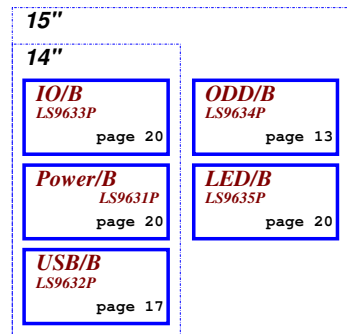 15"
14"
IO/B
LS9633P
page 20
ODD/B
LS9634P
page 13
Power/B
LS9631P
page 20
LED/B
LS9635P
page 20
USB/B
LS9632P
page 17